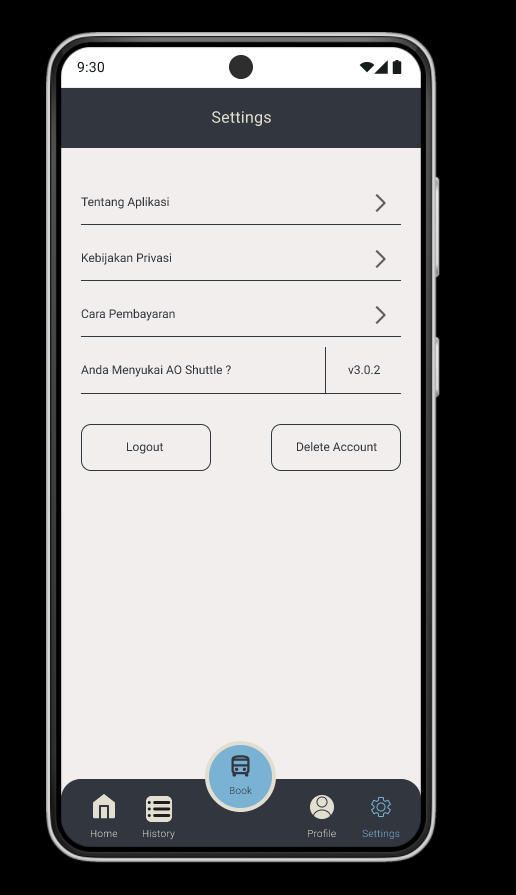 9:30
Settings
Tentang Aplikasi
Kebijakan Privasi
Cara Pembayaran
Anda Menyukai AO Shuttle ? v3.0.2
Logout Delete Account
Book
Home History Profile Settings